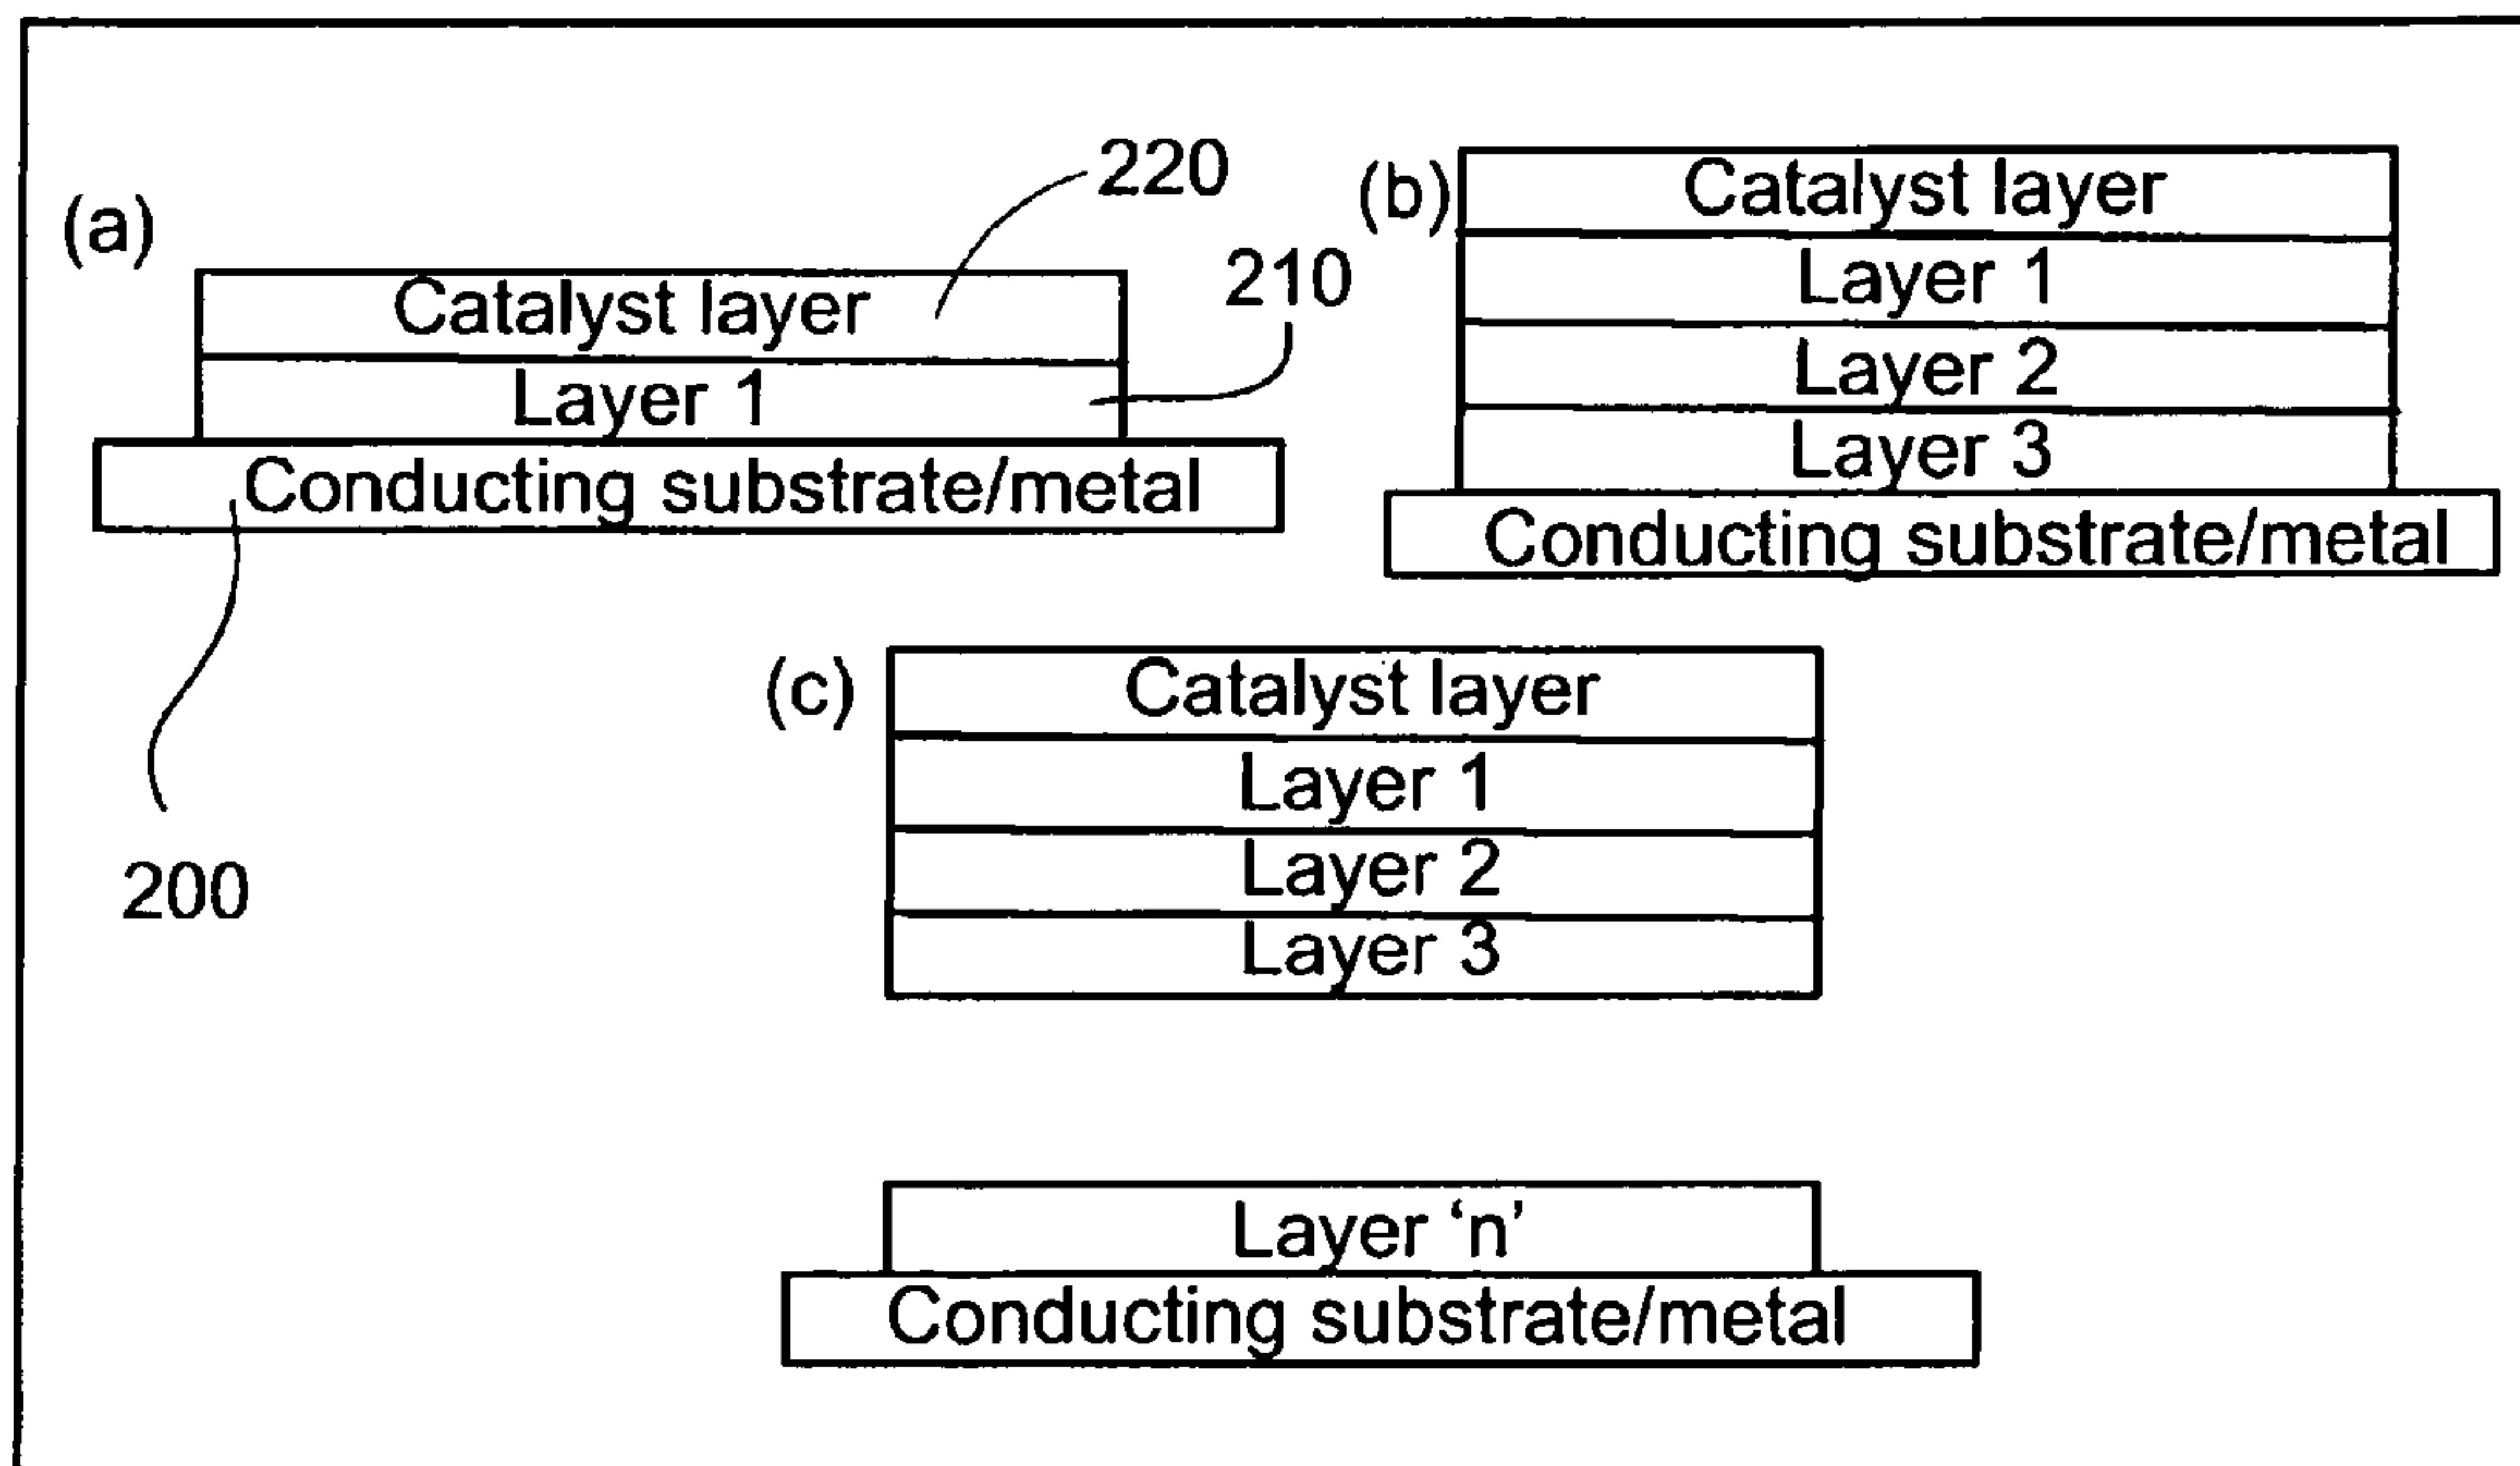 (a)
220
210
Catalyst layer
Layer 1
Conducting substrate/metal
200
(b)
Catalyst layer
Layer 1
Layer 2
Layer 3
Conducting substrate/metal
(c)
Catalyst layer
Layer 1
Layer 2
Layer 3
Layer ‘n’
Conducting substrate/metal